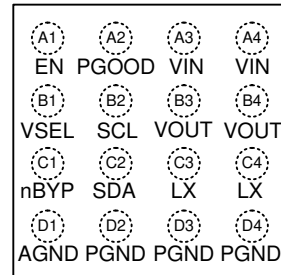 A1 A2 A3 A4
EN PGOOD VIN VIN
B1 B2 B3 B4
VSEL SCL VOUT VOUT
C1 C2 C3 C4
nBYP SDA LX LX
D1 D2 D3 D4
AGND PGND PGND PGND